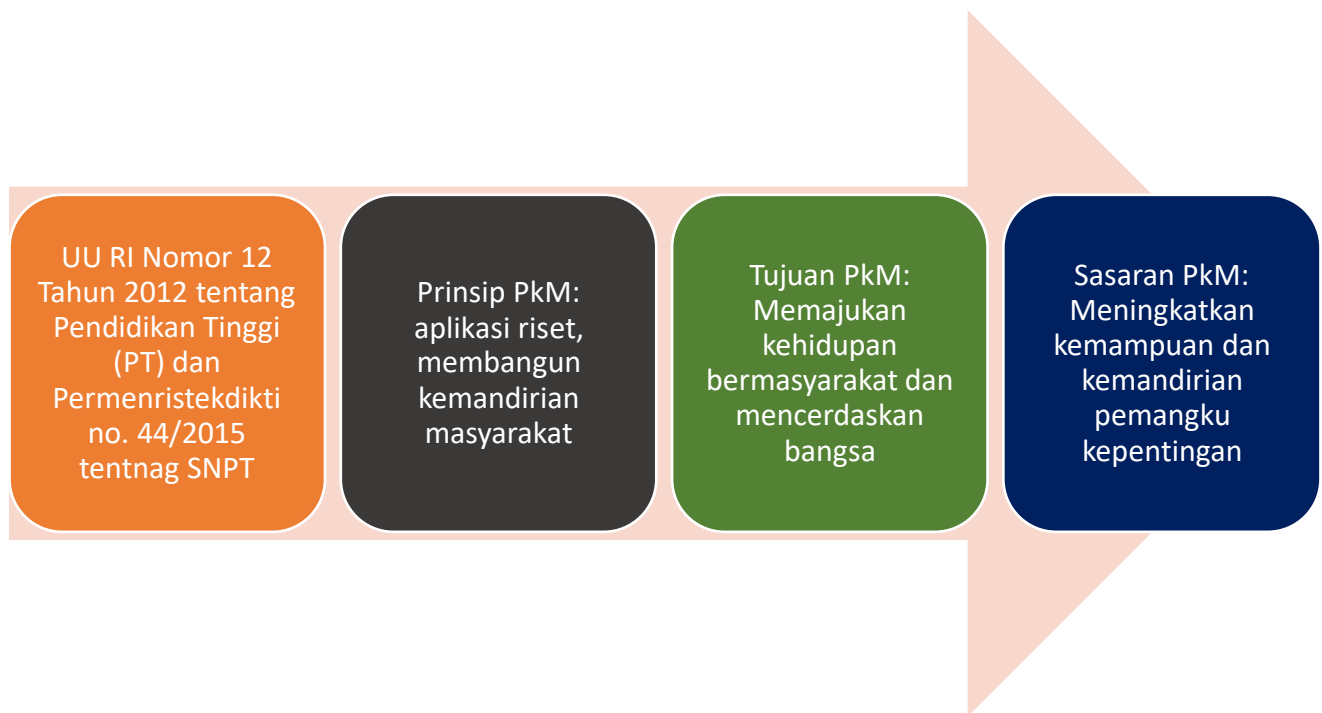 UU RI Nomor 12
Tahun 2012 tentang
Pendidikan Tinggi
(PT) dan
Permenristekdikti
no. 44/2015
tentnag SNPT
Prinsip PkM:
aplikasi riset,
membangun
kemandirian
masyarakat
Tujuan PkM:
Memajukan
kehidupan
bermasyarakat dan
mencerdaskan
bangsa
Sasaran PkM:
Meningkatkan
kemampuan dan
kemandirian
pemangku
kepentingan